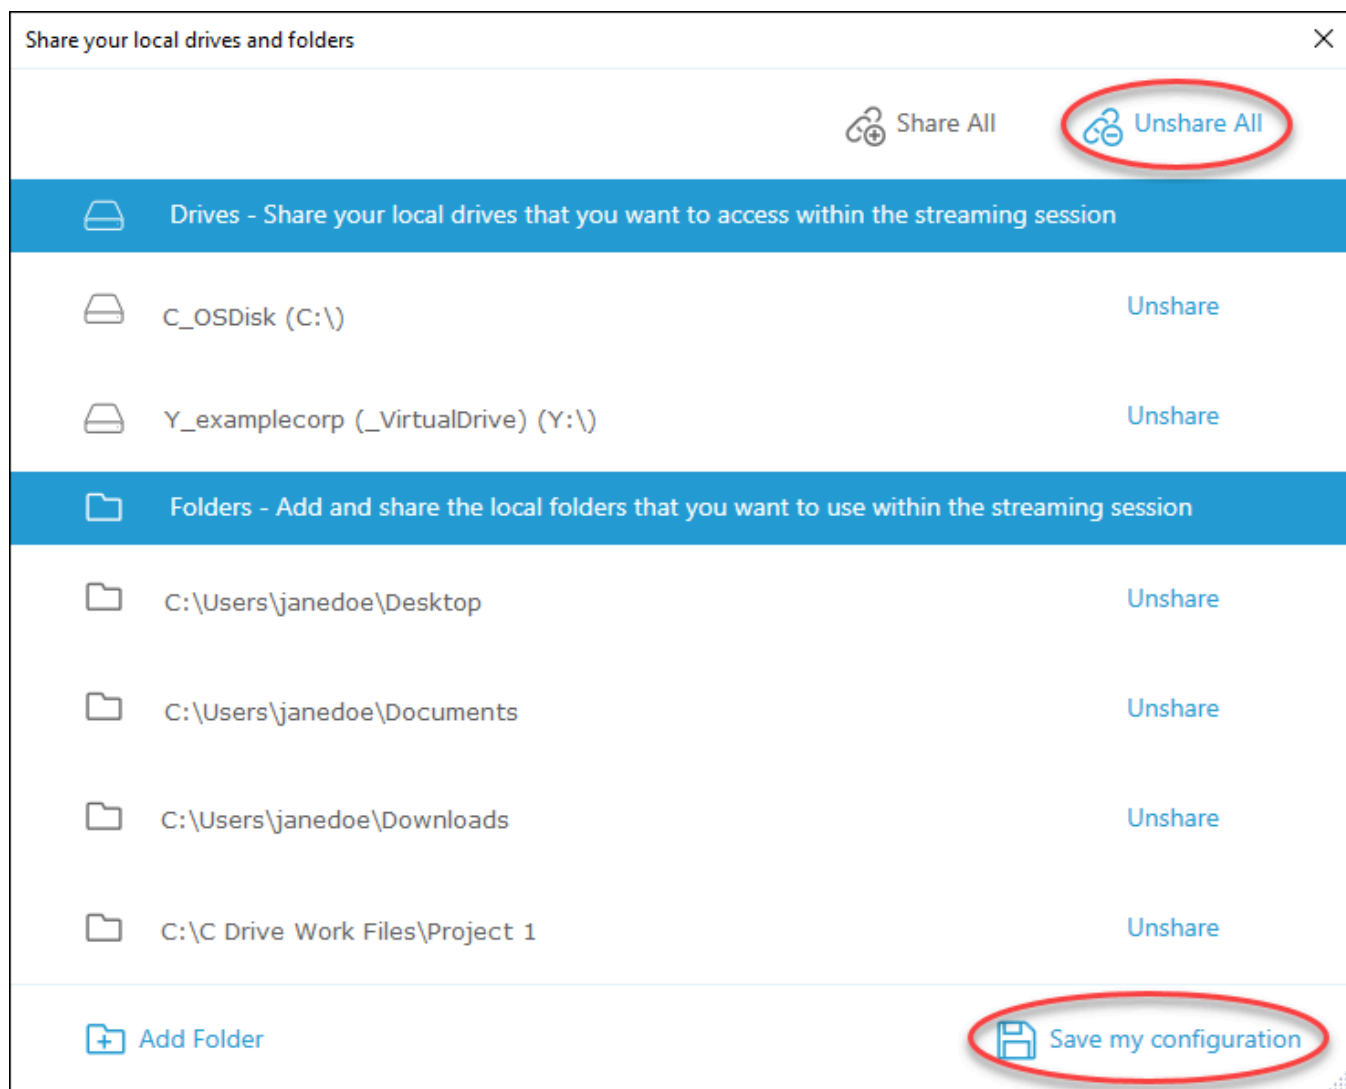 Share your local drives and folders
Share All
Unshare All
Drives - Share your local drives that you want to access within the streaming session
C_OSDisk (C:\)
Unshare
Y_examplecorp (_VirtualDrive) (Y:\)
Unshare
Folders - Add and share the local folders that you want to use within the streaming session
C:\Users\janedoe\Desktop
Unshare
C:\Users\janedoe\Documents
Unshare
C:\Users\janedoe\Downloads
Unshare
C:\C Drive Work Files\Project 1
Unshare
Add Folder
Save my configuration